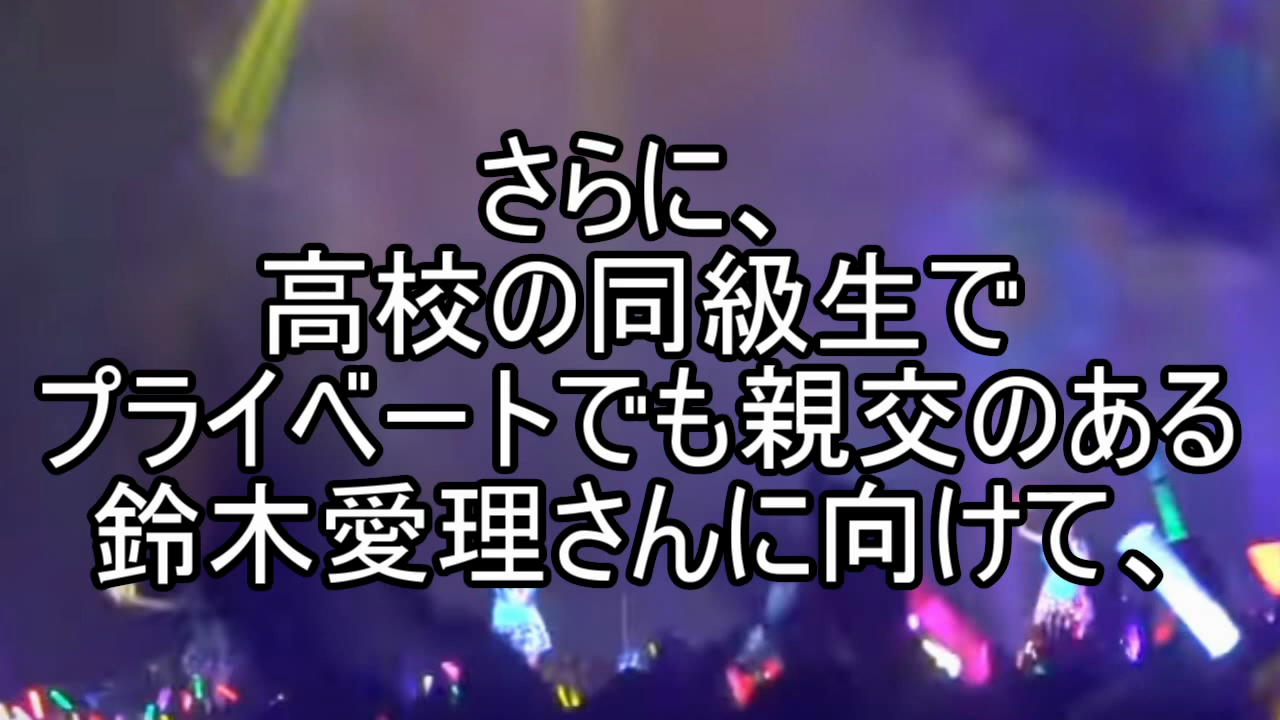 さらに、
高校の同級生で
プライベートでも親交のある
鈴木愛理さんに向けて、